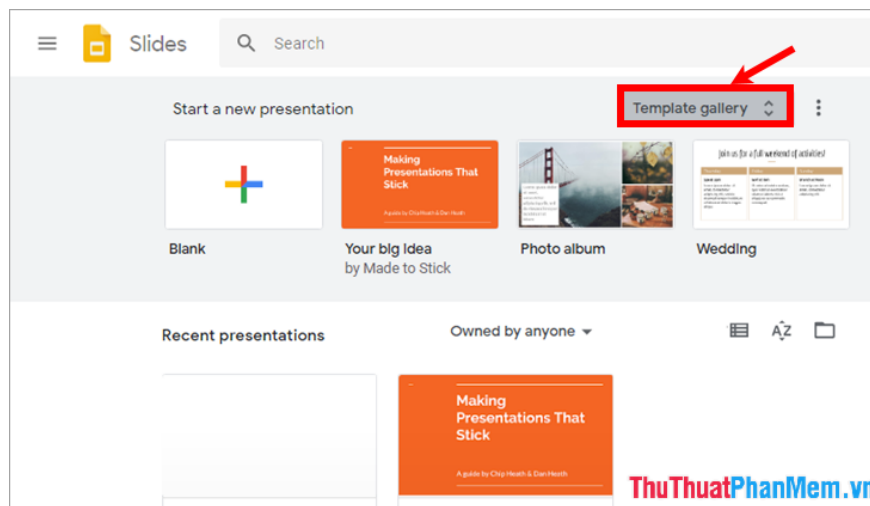 Slides
Search
Start a new presentation
Template gallery
Making
Presentations That
Stick
A guide by Chip Heath & Dan Heath
Join us for a full weekend of activities!
Blank
Your big idea
by Made to Stick
Photo album
Wedding
Recent presentations
Owned by anyone
AZ
Making
Presentations That
Stick
A guide by Chip Heath & Dan Heath
ThuThuatPhanMem.vn